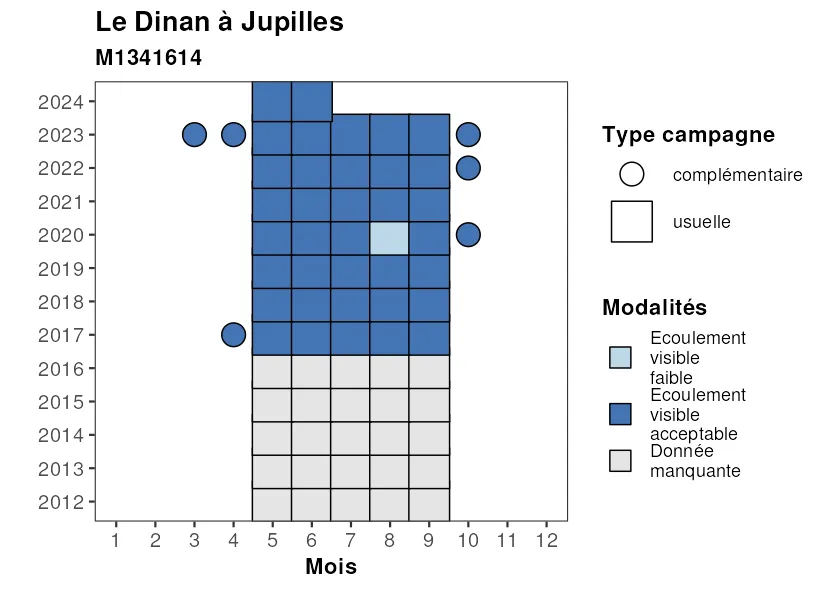 Le Dinan à Jupilles
M1341614
2024
2023
2022
2021
2020
2019
2018
2017
2016
2015
2014
2013
2012
1 2 3 4 5 6 7 8 9 10 11 12
Mois
Type campagne
complémentaire
usuelle
Modalités
Ecoulement
visible
faible
Ecoulement
visible
acceptable
Donnée
manquante